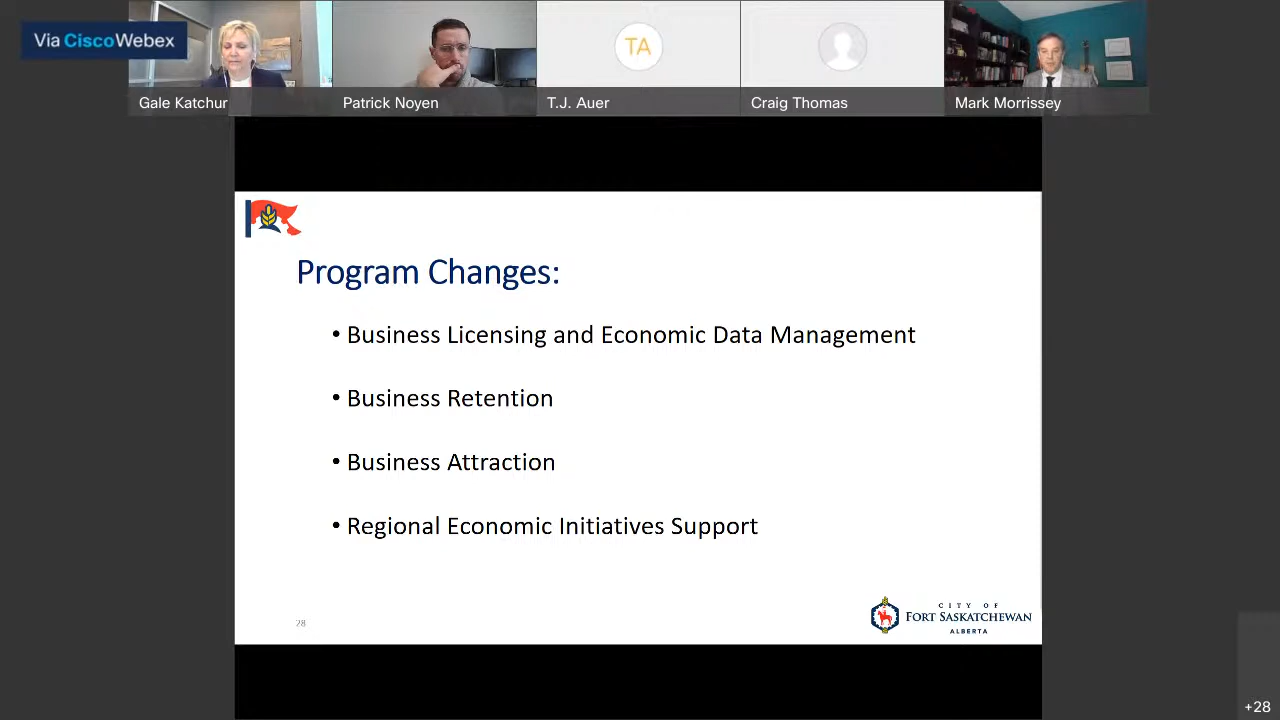 Via CiscoWebex
TA
Gale Katchur
Patrick Noyen
T.J. Auer
Craig Thomas
Mark Morrissey
Program Changes:
• Business Licensing and Economic Data Management
• Business Retention
• Business Attraction
• Regional Economic Initiatives Support
28
CITY OF
FORT SASKATCHEWAN
ALBERTA
+28